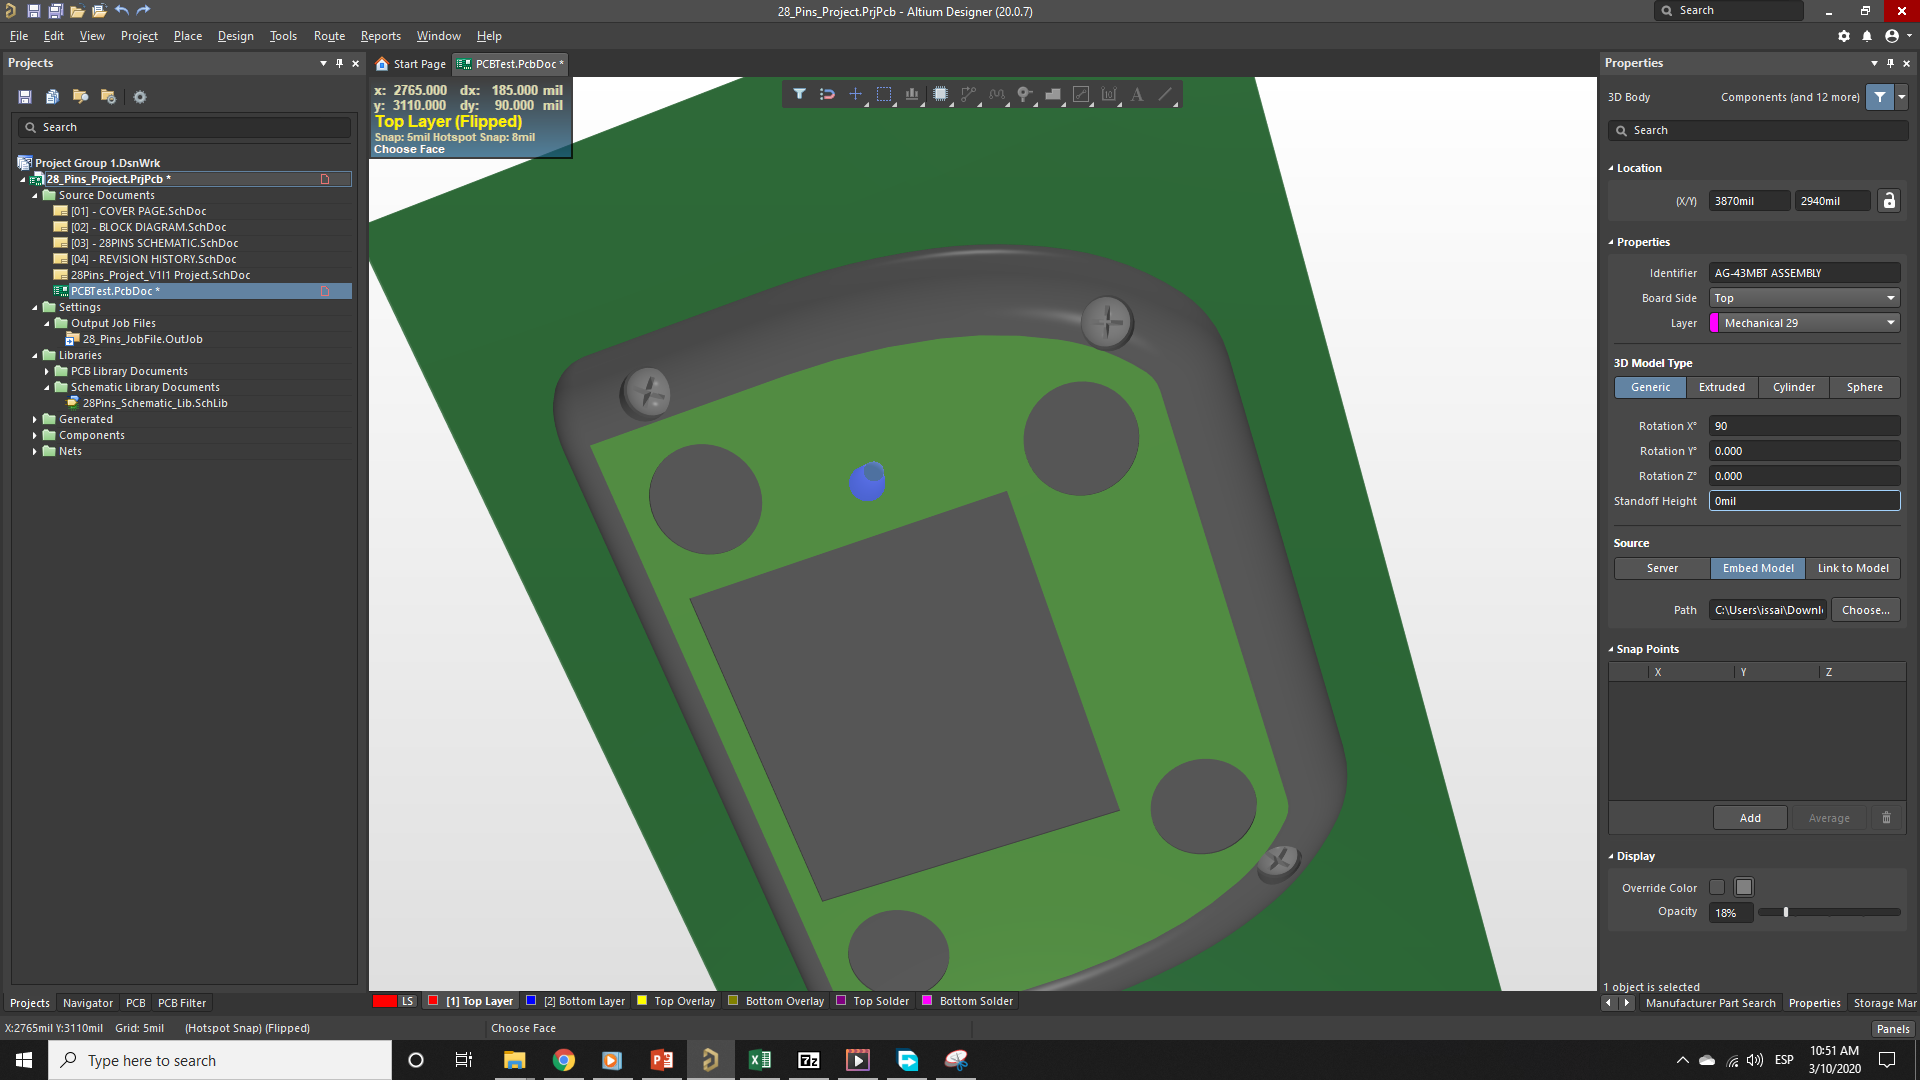 28_Pins_Project.PrjPcb - Altium Designer (20.0.7)
Search
File Edit View Project Place Design Tools Route Reports Window Help
Projects
Search
Project Group 1.DsnWrk
28_Pins_Project.PrjPcb *
Source Documents
[01] - COVER PAGE.SchDoc
[02] - BLOCK DIAGRAM.SchDoc
[03] - 28PINS SCHEMATIC.SchDoc
[04] - REVISION HISTORY.SchDoc
28Pins_Project_V1I1 Project.SchDoc
PCBTest.PcbDoc *
Settings
Output Job Files
28_Pins_JobFile.OutJob
Libraries
PCB Library Documents
Schematic Library Documents
28Pins_Schematic_Lib.SchLib
Generated
Components
Nets
Projects Navigator PCB PCB Filter
Start Page PCBTest.PcbDoc *
x: 2765.000 dx: 185.000 mil
y: 3110.000 dy: 90.000 mil
Top Layer (Flipped)
Snap: 5mil Hotspot Snap: 8mil
Choose Face
LS [1] Top Layer [2] Bottom Layer Top Overlay Bottom Overlay Top Solder Bottom Solder
Properties
3D Body Components (and 12 more)
Search
Location
(X/Y) 3870mil 2940mil
Properties
Identifier AG-43MBT ASSEMBLY
Board Side Top
Layer Mechanical 29
3D Model Type
Generic Extruded Cylinder Sphere
Rotation X° 90
Rotation Y° 0.000
Rotation Z° 0.000
Standoff Height 0mil
Source
Server Embed Model Link to Model
Path C:\Users\issai\Downl Choose...
Snap Points
X Y Z
Add Average
Display
Override Color
Opacity 18%
1 object is selected
Manufacturer Part Search Properties Storage Mar
X:2765mil Y:3110mil Grid: 5mil (Hotspot Snap) (Flipped) Choose Face
Panels
Type here to search
ESP
10:51 AM
3/10/2020